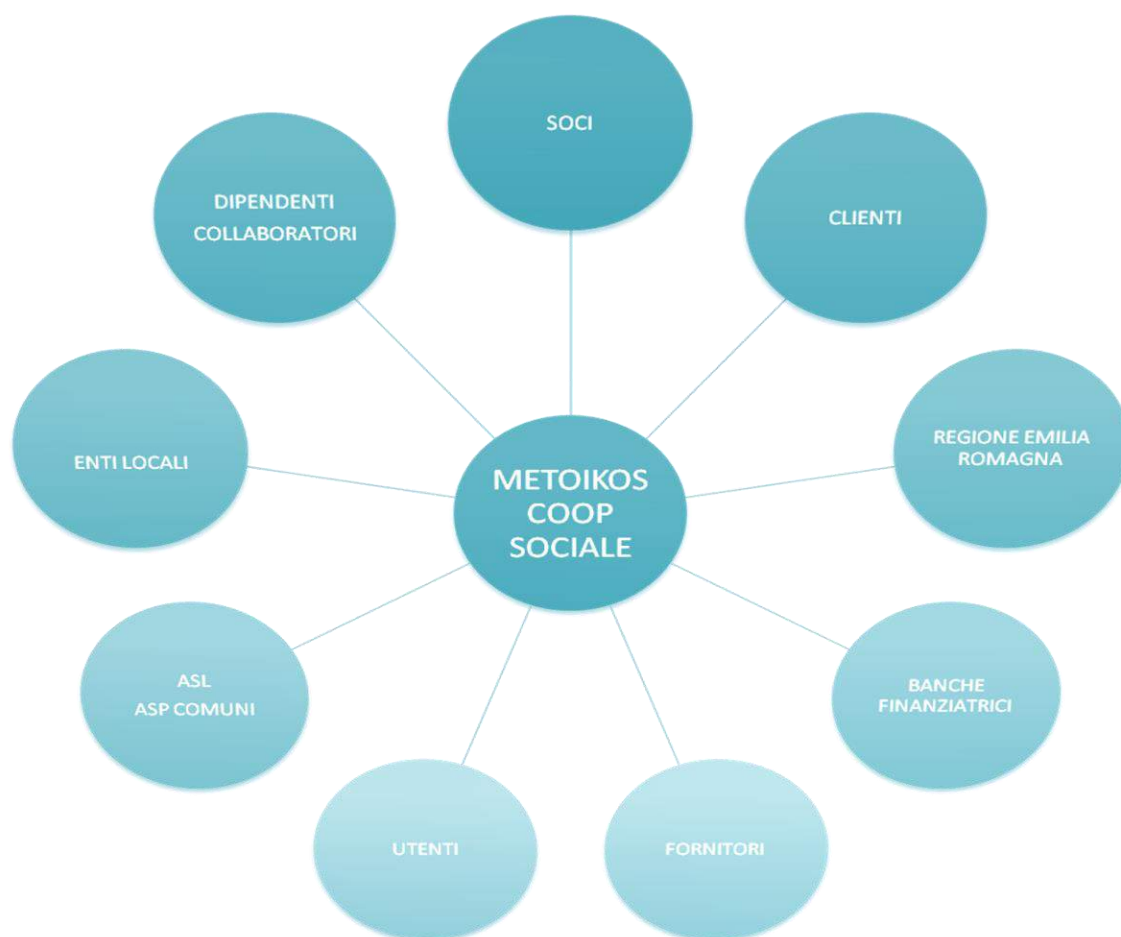 SOCI
CLIENTI
REGIONE EMILIA
ROMAGNA
BANCHE
FINANZIATRICI
FORNITORI
UTENTI
ASL
ASP COMUNI
ENTI LOCALI
DIPENDENTI
COLLABORATORI
METOIKOS
COOP
SOCIALE